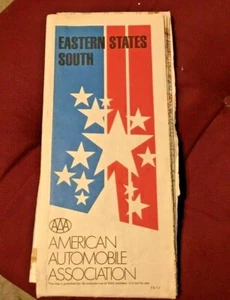 EASTERN STATES
SOUTH
AAA
AMERICAN
AUTOMOBILE
ASSOCIATION